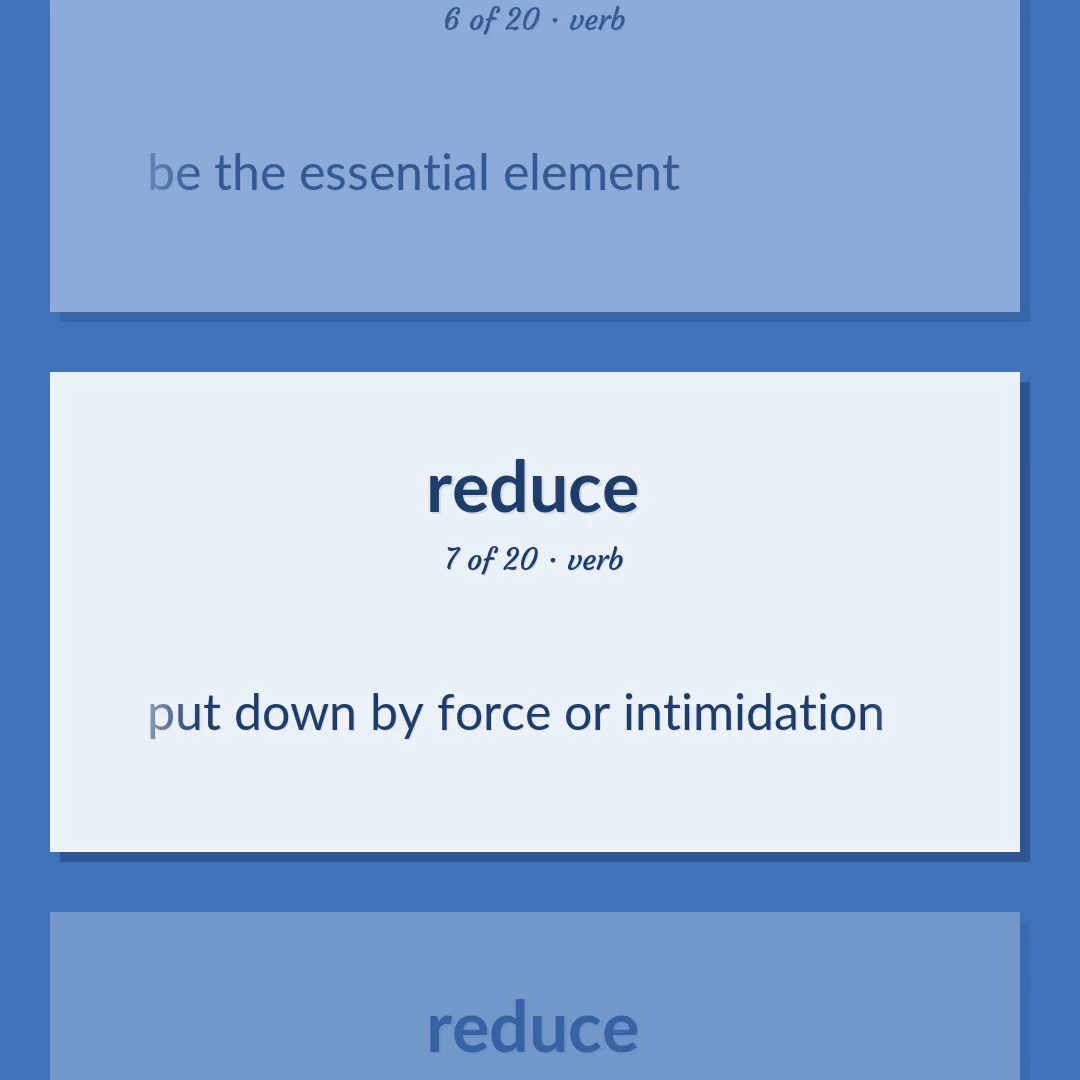 6 of 20 · verb
be the essential element
reduce
7 of 20 · verb
put down by force or intimidation
reduce